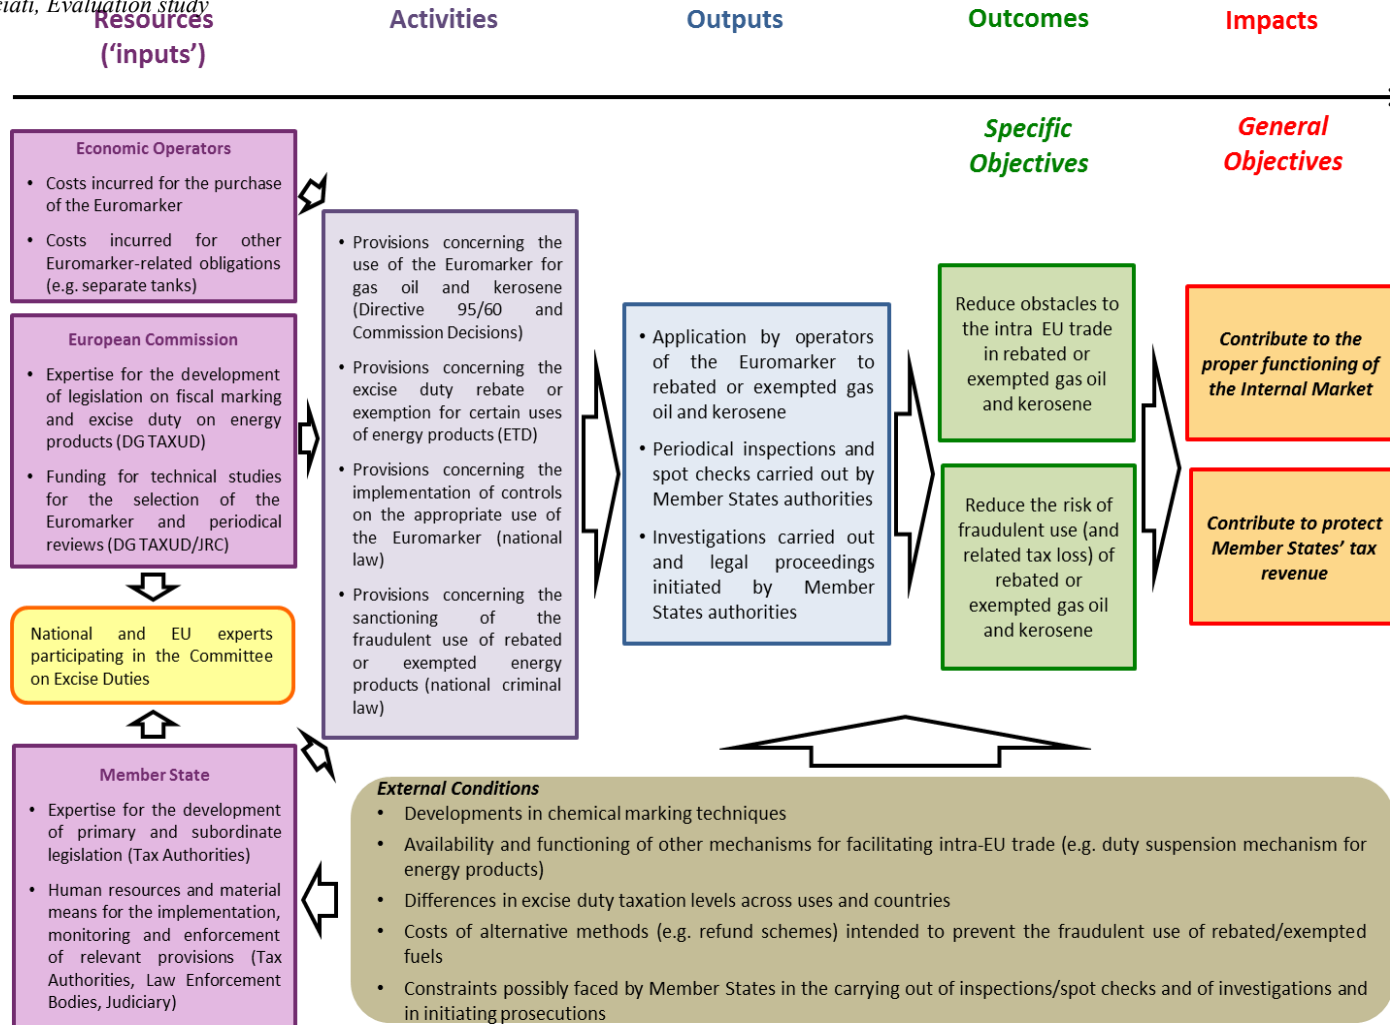 Evaluation study
Resources
(‘inputs’)
Activities
Outputs
Outcomes
Impacts
Specific
Objectives
General
Objectives
Economic Operators
• Costs incurred for the purchase
of the Euromarker
• Costs incurred for other
Euromarker-related obligations
(e.g. separate tanks)
European Commission
• Expertise for the development
of legislation on fiscal marking
and excise duty on energy
products (DG TAXUD)
• Funding for technical studies
for the selection of the
Euromarker and periodical
reviews (DG TAXUD/JRC)
National and EU experts
participating in the Committee
on Excise Duties
Member State
• Expertise for the development
of primary and subordinate
legislation (Tax Authorities)
• Human resources and material
means for the implementation,
monitoring and enforcement
of relevant provisions (Tax
Authorities, Law Enforcement
Bodies, Judiciary)
• Provisions concerning the
use of the Euromarker for
gas oil and kerosene
(Directive 95/60 and
Commission Decisions)
• Provisions concerning the
excise duty rebate or
exemption for certain uses
of energy products (ETD)
• Provisions concerning the
implementation of controls
on the appropriate use of
the Euromarker (national
law)
• Provisions concerning the
sanctioning of the
fraudulent use of rebated
or exempted energy
products (national criminal
law)
• Application by operators
of the Euromarker to
rebated or exempted gas
oil and kerosene
• Periodical inspections and
spot checks carried out by
Member States authorities
• Investigations carried out
and legal proceedings
initiated by Member
States authorities
Reduce obstacles to
the intra EU trade
in rebated or
exempted gas oil
and kerosene
Reduce the risk of
fraudulent use (and
related tax loss) of
rebated or
exempted gas oil
and kerosene
Contribute to the
proper functioning of
the Internal Market
Contribute to protect
Member States’ tax
revenue
External Conditions
• Developments in chemical marking techniques
• Availability and functioning of other mechanisms for facilitating intra-EU trade (e.g. duty suspension mechanism for
energy products)
• Differences in excise duty taxation levels across uses and countries
• Costs of alternative methods (e.g. refund schemes) intended to prevent the fraudulent use of rebated/exempted
fuels
• Constraints possibly faced by Member States in the carrying out of inspections/spot checks and of investigations and
in initiating prosecutions